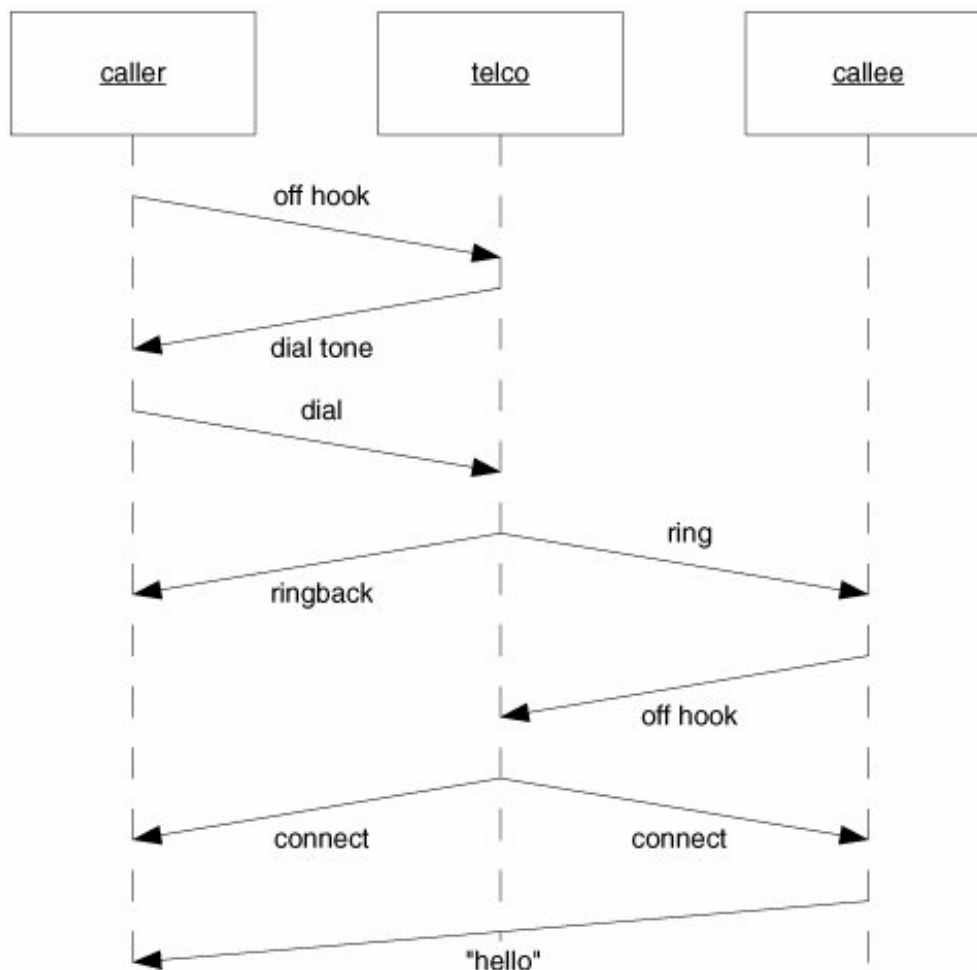 caller
telco
callee
off hook
dial tone
dial
ring
ringback
off hook
connect
connect
"hello"